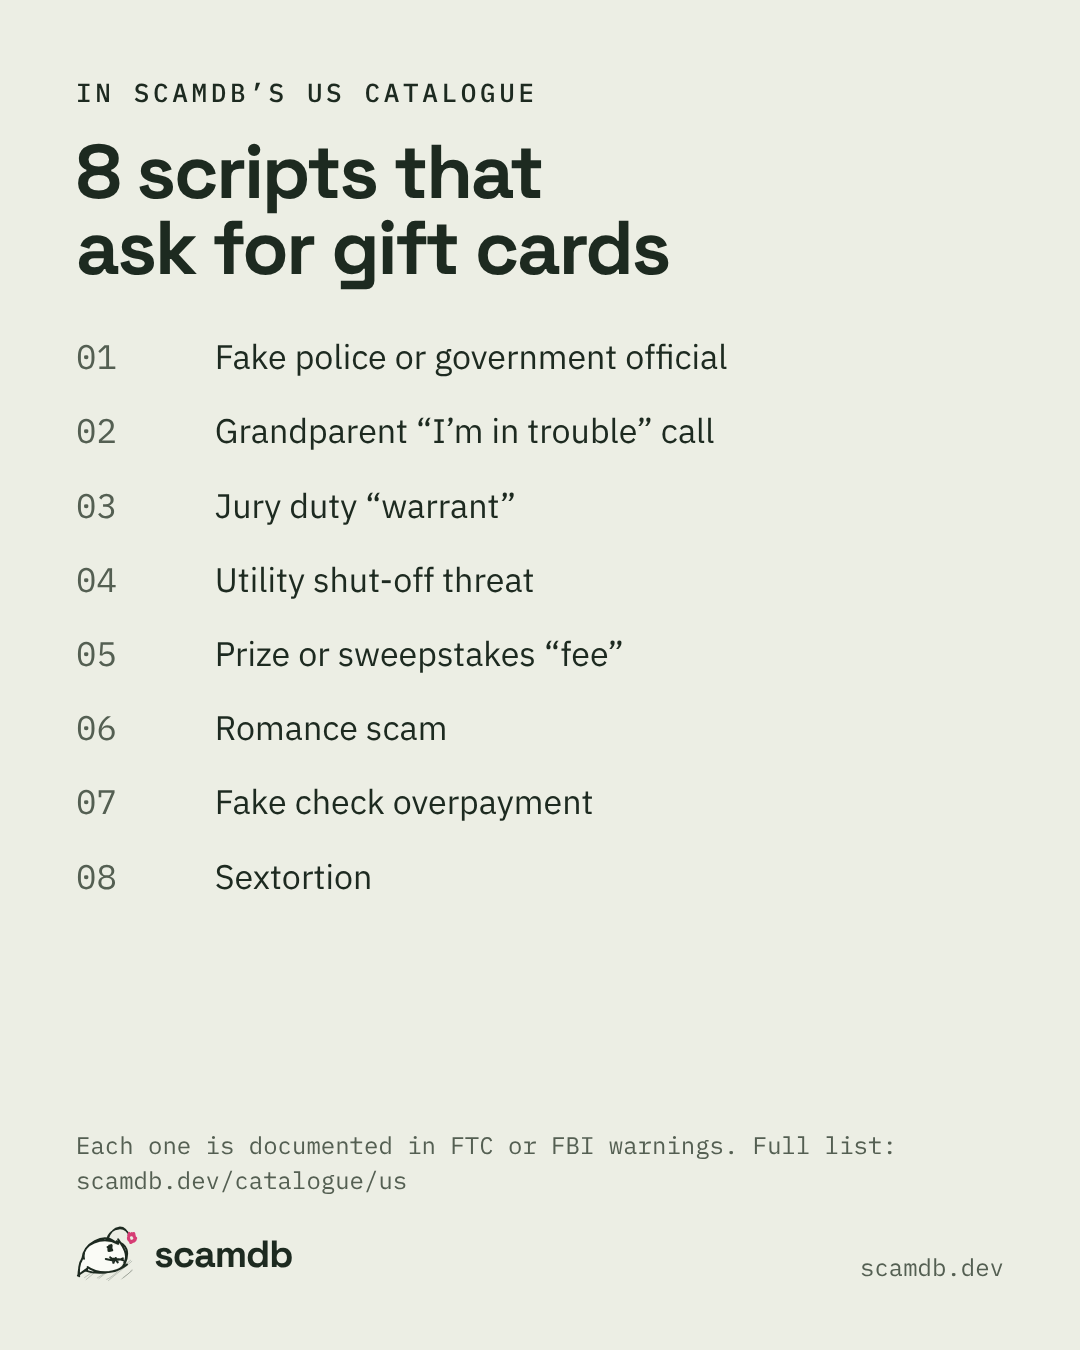 IN SCAMDB’S US CATALOGUE
8 scripts that
ask for gift cards
01 Fake police or government official
02 Grandparent “I’m in trouble” call
03 Jury duty “warrant”
04 Utility shut-off threat
05 Prize or sweepstakes “fee”
06 Romance scam
07 Fake check overpayment
08 Sextortion
Each one is documented in FTC or FBI warnings. Full list:
scamdb.dev/catalogue/us
scamdb
scamdb.dev